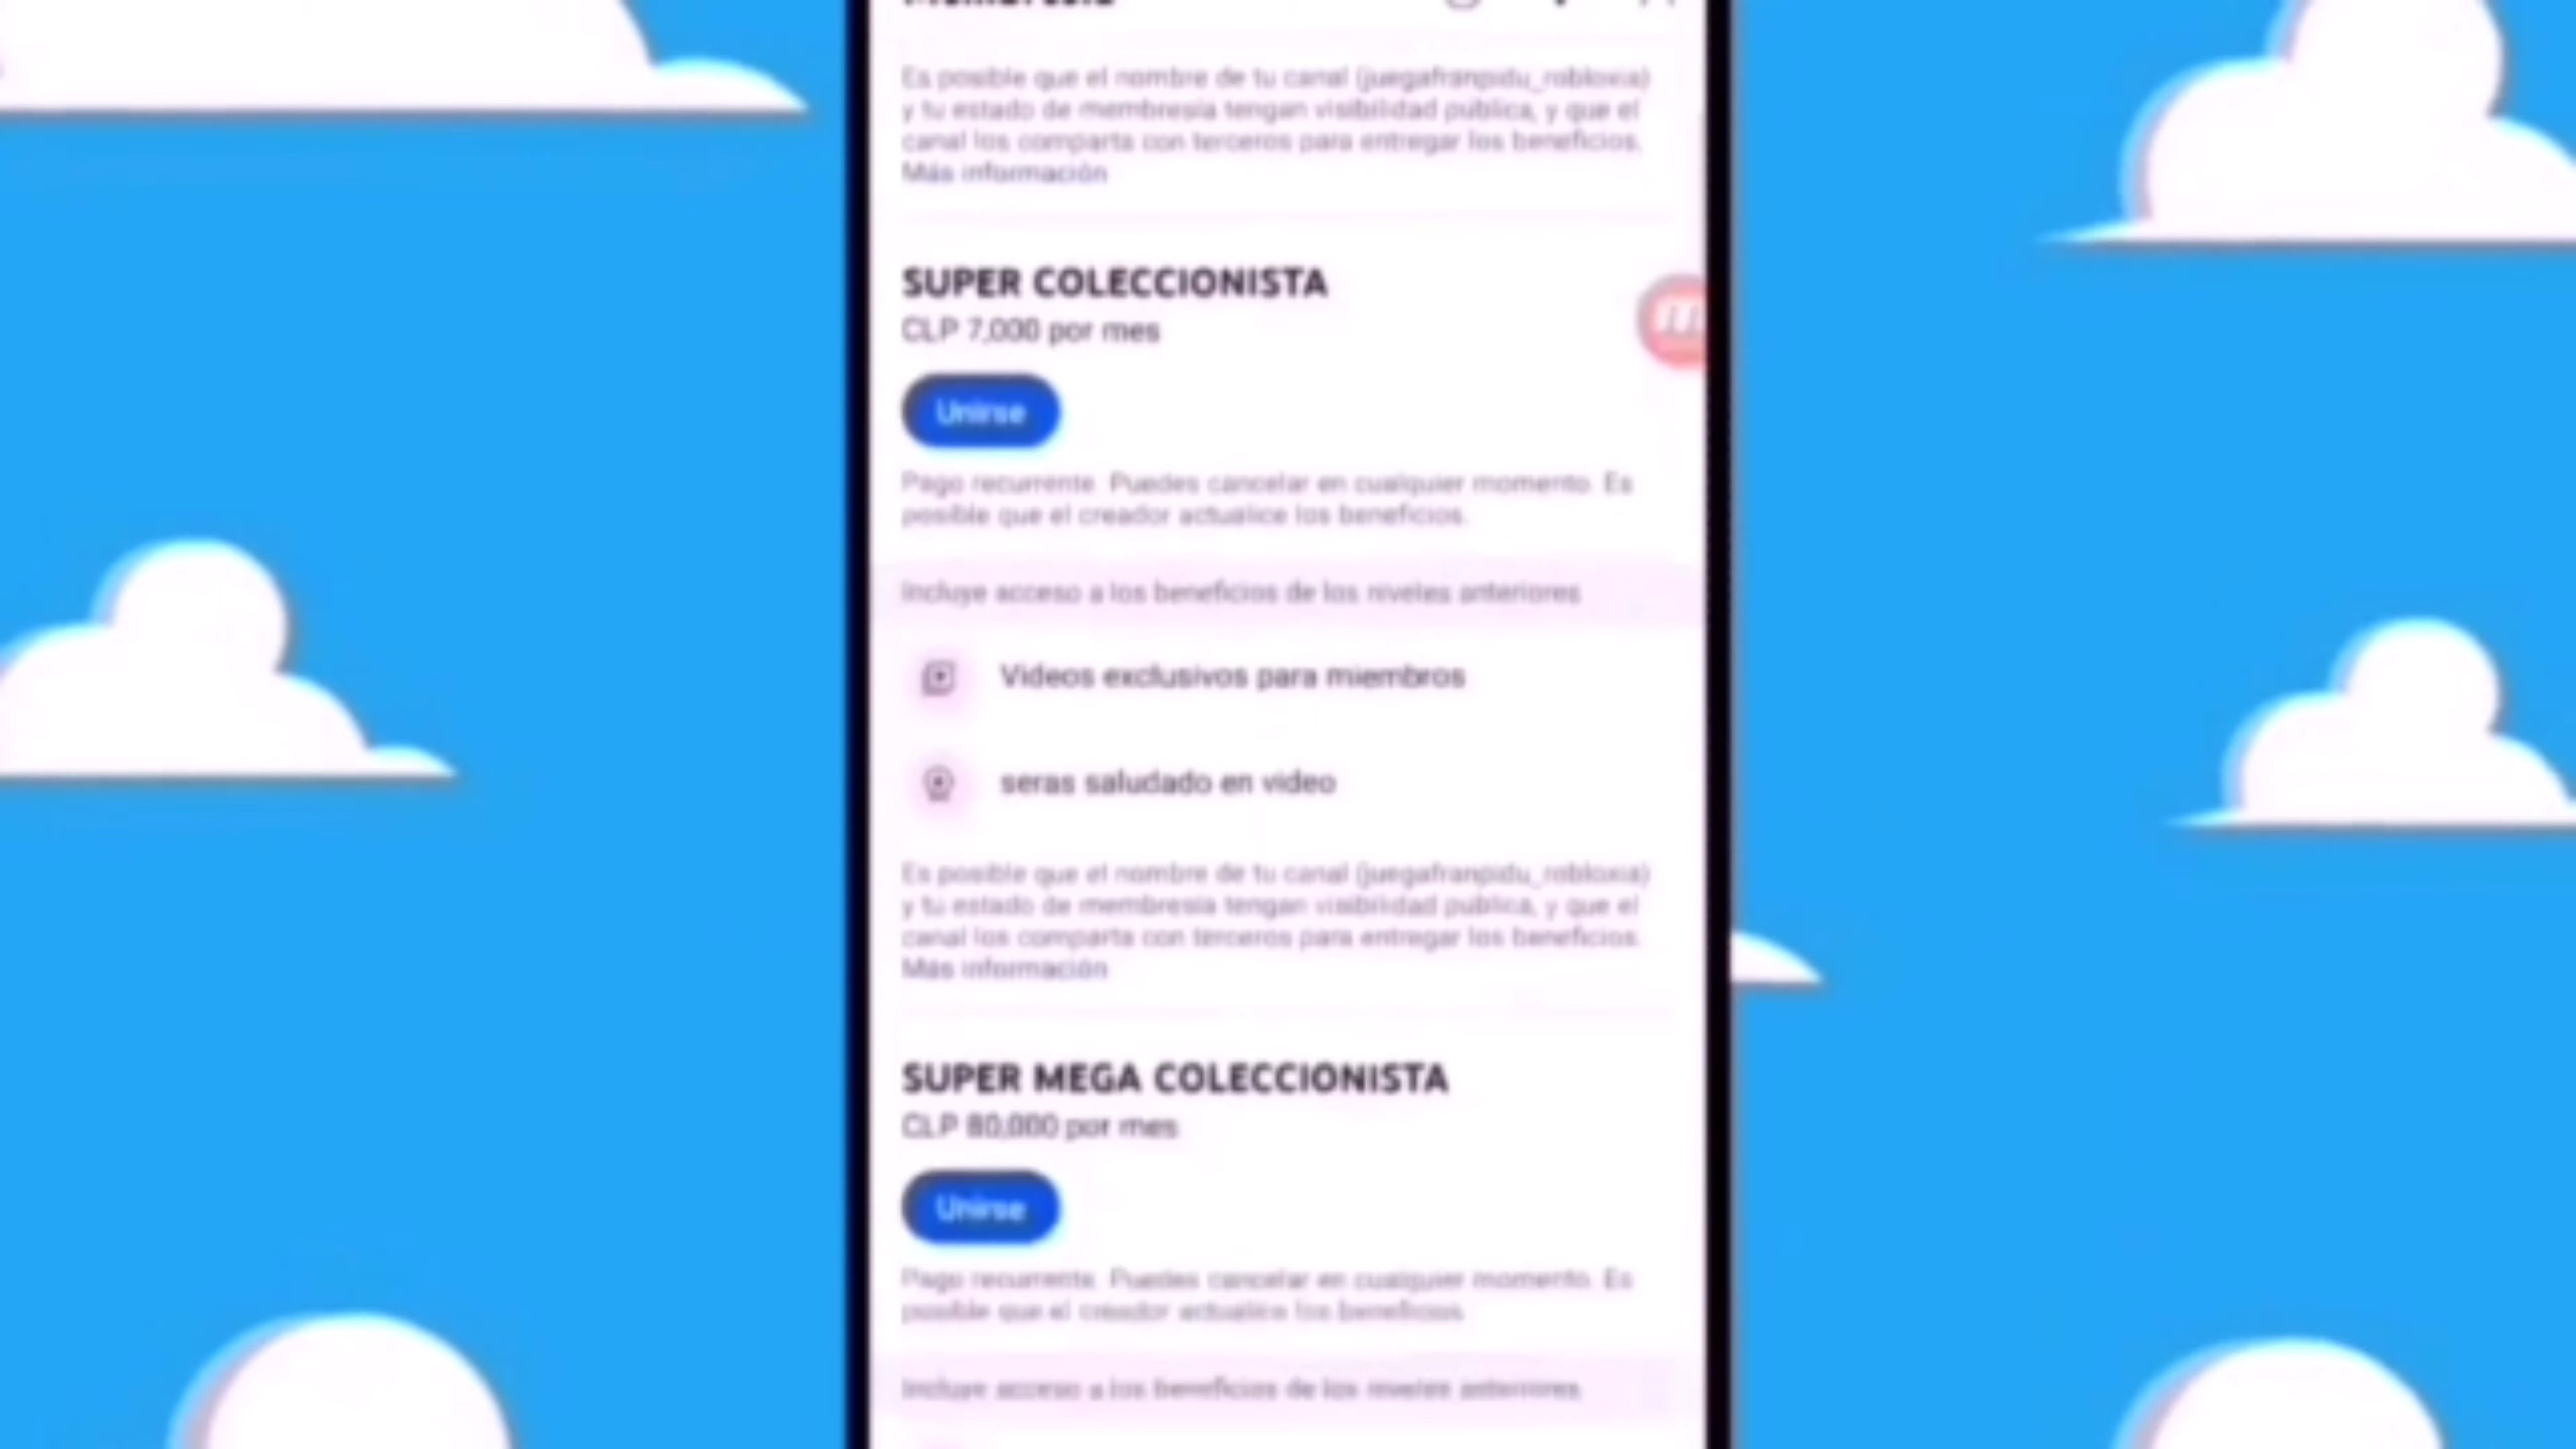 Es posible que el nombre de tu canal (juegafranpidu_robloxia)
y tu estado de membresía tengan visibilidad pública, y que el
canal los comparta con terceros para entregar los beneficios.
Más información
SUPER COLECCIONISTA
CLP 7,000 por mes
Unirse
Pago recurrente. Puedes cancelar en cualquier momento. Es
posible que el creador actualice los beneficios.
Incluye acceso a los beneficios de los niveles anteriores
Videos exclusivos para miembros
seras saludado en video
Es posible que el nombre de tu canal (juegafranpidu_robloxia)
y tu estado de membresía tengan visibilidad pública, y que el
canal los comparta con terceros para entregar los beneficios.
Más información
SUPER MEGA COLECCIONISTA
CLP 80,000 por mes
Unirse
Pago recurrente. Puedes cancelar en cualquier momento. Es
posible que el creador actualice los beneficios.
Incluye acceso a los beneficios de los niveles anteriores